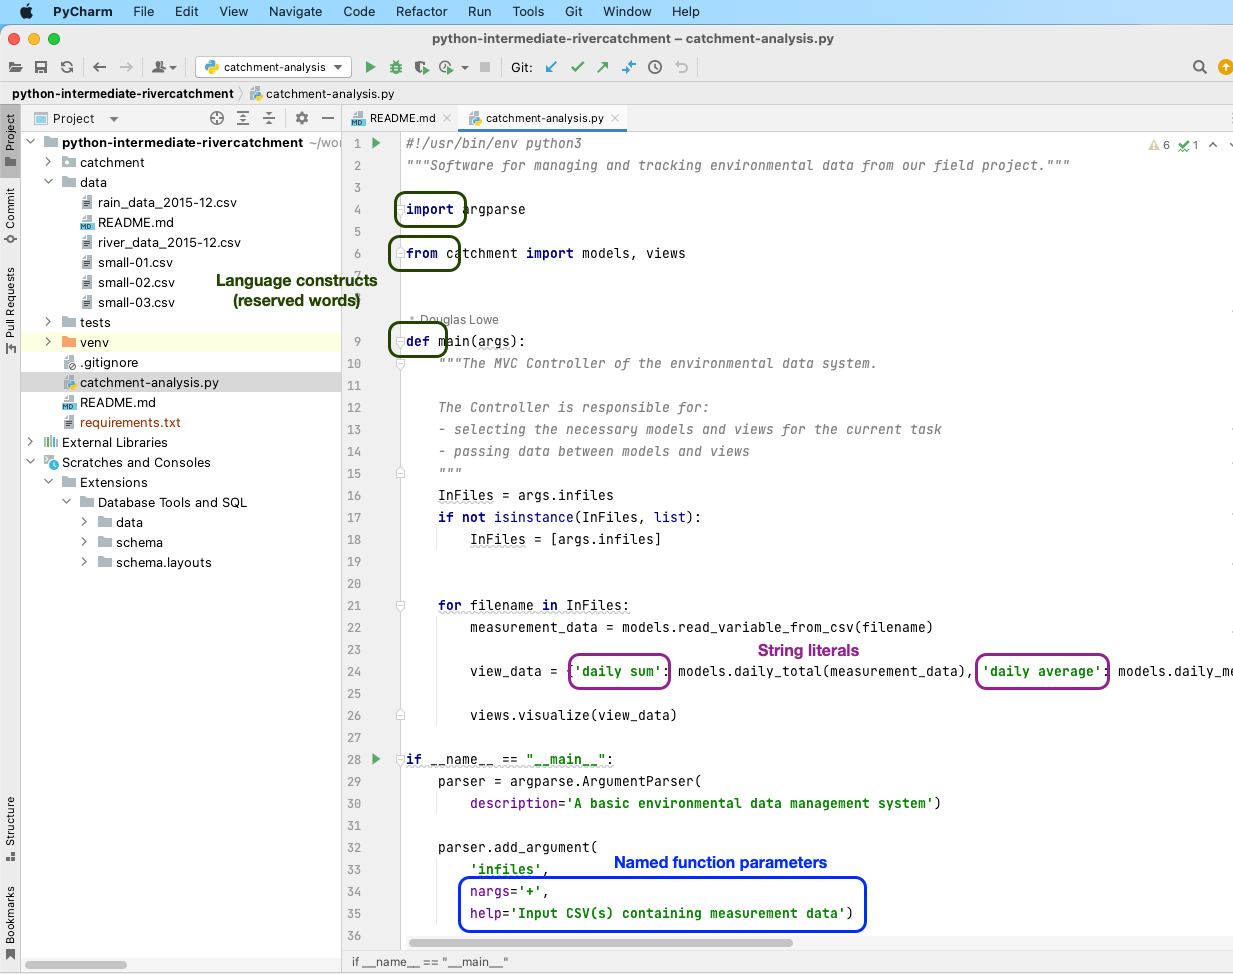 PyCharm File Edit View Navigate Code Refactor Run Tools Git Window Help
python-intermediate-rivercatchment – catchment-analysis.py
catchment-analysis Git:
python-intermediate-rivercatchment catchment-analysis.py
Project
Commit
Pull Requests
Structure
Bookmarks
Project
python-intermediate-rivercatchment ~/wor
catchment
data
rain_data_2015-12.csv
README.md
river_data_2015-12.csv
small-01.csv
small-02.csv
small-03.csv
tests
venv
.gitignore
catchment-analysis.py
README.md
requirements.txt
External Libraries
Scratches and Consoles
Extensions
Database Tools and SQL
data
schema
schema.layouts
Language constructs
(reserved words)
README.md catchment-analysis.py
6 1
1 #!/usr/bin/env python3
2 """Software for managing and tracking environmental data from our field project."""
3
4 import argparse
5
6 from catchment import models, views
7
Douglas Lowe
9 def main(args):
10 """The MVC Controller of the environmental data system.
11
12 The Controller is responsible for:
13 - selecting the necessary models and views for the current task
14 - passing data between models and views
15 """
16 InFiles = args.infiles
17 if not isinstance(InFiles, list):
18 InFiles = [args.infiles]
19
20
21 for filename in InFiles:
22 measurement_data = models.read_variable_from_csv(filename)
23
String literals
24 view_data = {'daily sum': models.daily_total(measurement_data), 'daily average': models.daily_me
25
26 views.visualize(view_data)
27
28 if __name__ == "__main__":
29 parser = argparse.ArgumentParser(
30 description='A basic environmental data management system')
31
32 parser.add_argument(
Named function parameters
33 'infiles',
34 nargs='+',
35 help='Input CSV(s) containing measurement data')
36
if __name__ == "__main__"